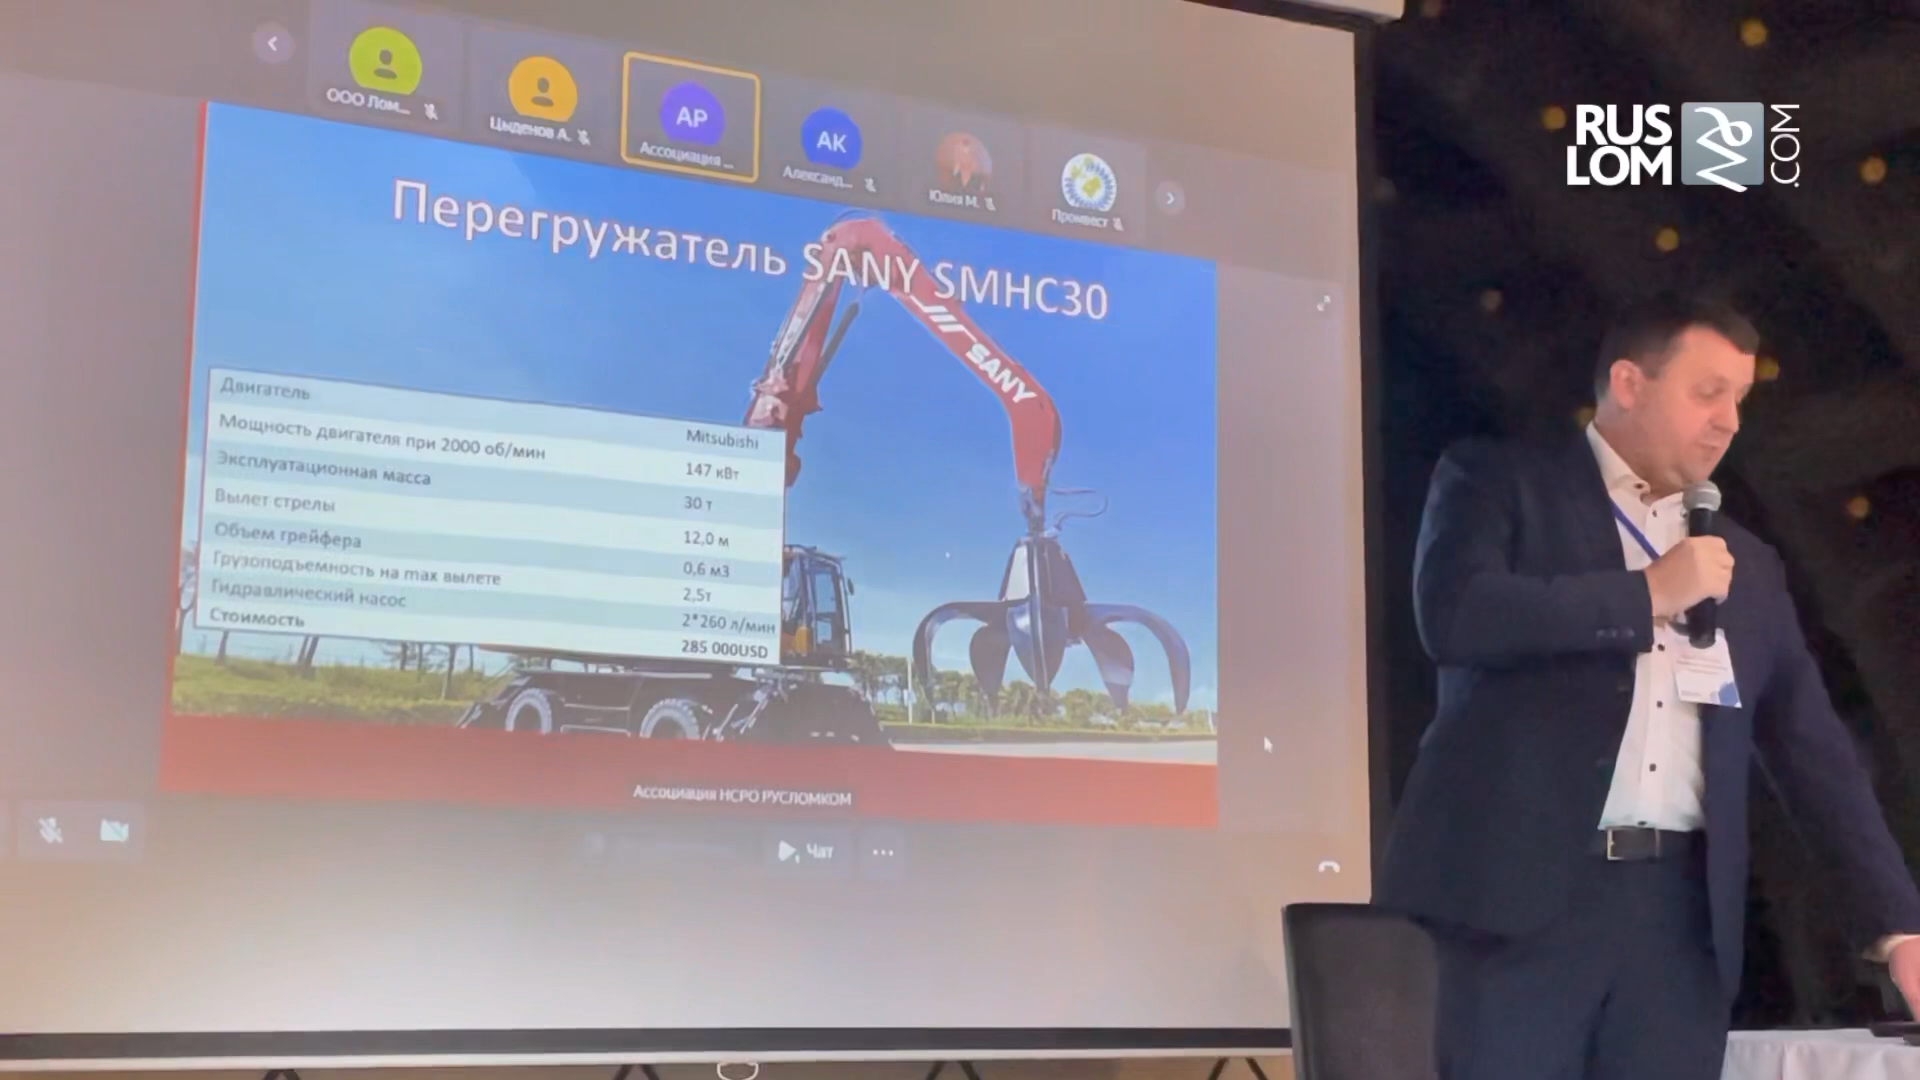 ООО Лом...
Цыденов А.
АР
Ассоциация ...
АК
Александ...
Юлия М.
Промвест
RUS
LOM
.COM
Перегружатель SANY SMHC30
SANY
Двигатель Mitsubishi
Мощность двигателя при 2000 об/мин 147 кВт
Эксплуатационная масса 30 т
Вылет стрелы 12,0 м
Объем грейфера 0,6 м3
Грузоподъемность на max вылете 2,5т
Гидравлический насос 2*260 л/мин
Стоимость 285 000USD
Ассоциация НСРО РУСЛОМКОМ
Чат